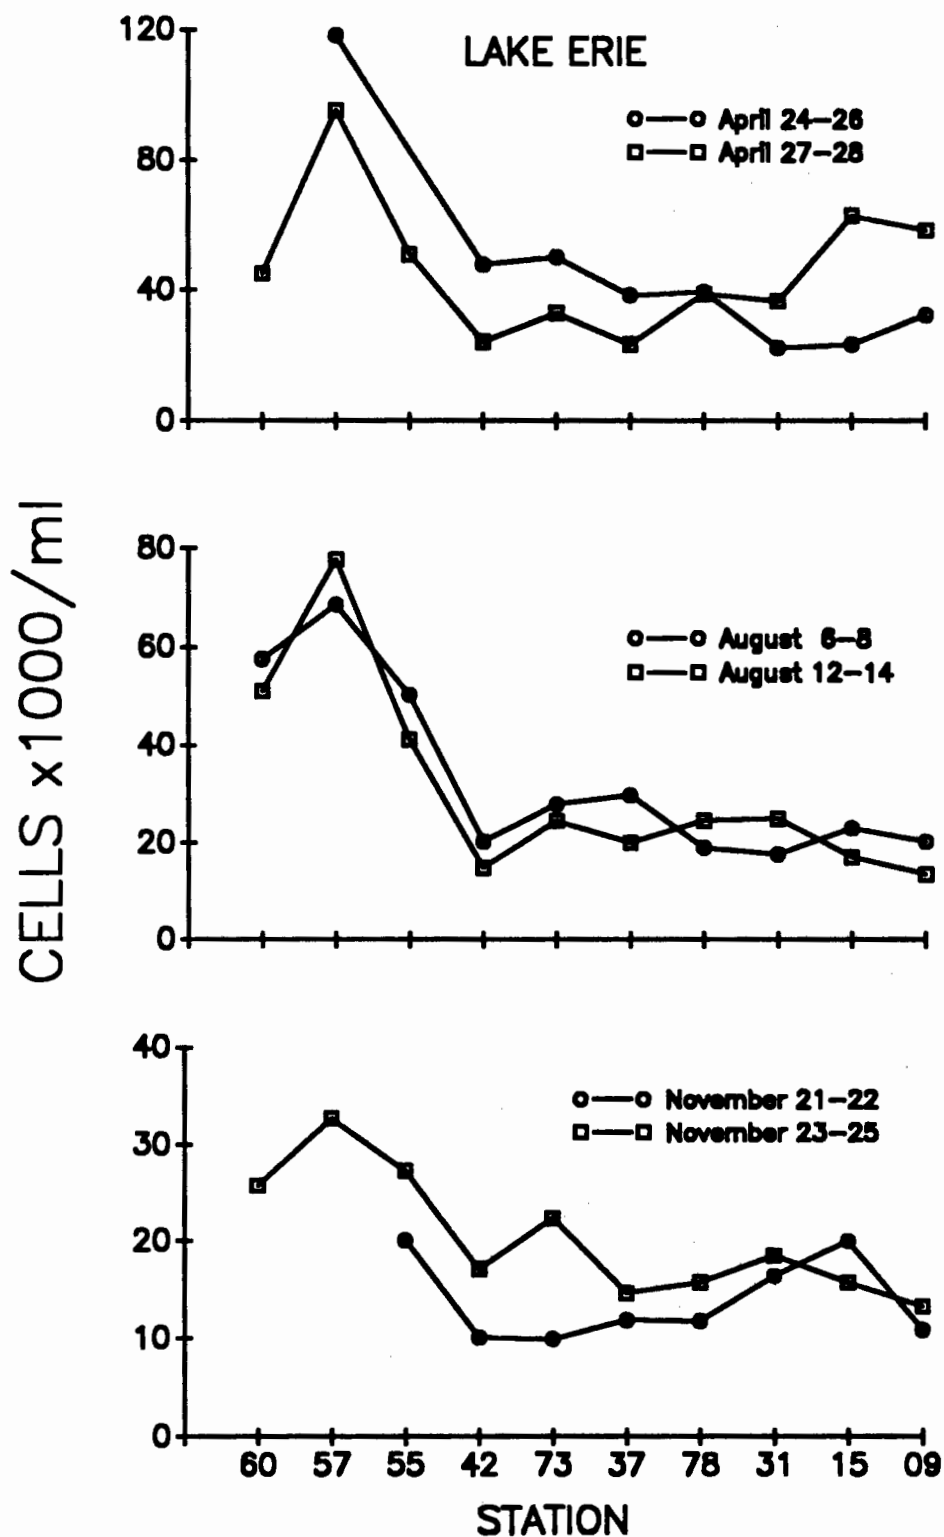 LAKE ERIE
120
80
40
0
April 24–26
April 27–28
CELLS x1000/ml
80
60
40
20
0
August 6–8
August 12–14
40
30
20
10
0
November 21–22
November 23–25
60 57 55 42 73 37 78 31 15 09
STATION